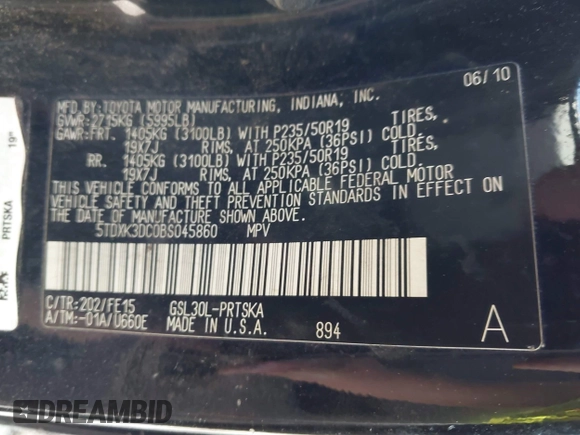 06/10
MFD.BY:TOYOTA MOTOR MANUFACTURING, INDIANA, INC.
GVWR:2715KG(5995LB)
GAWR:FRT. 1405KG(3100LB)WITH P235/50R19 TIRES,
19X7J RIMS, AT 250KPA(36PSI) COLD.
RR. 1405KG(3100LB)WITH P235/50R19 TIRES,
19X7J RIMS, AT 250KPA(36PSI) COLD.
THIS VEHICLE CONFORMS TO ALL APPLICABLE FEDERAL MOTOR
VEHICLE SAFETY AND THEFT PREVENTION STANDARDS IN EFFECT ON
THE DATE OF MANUFACTURE SHOWN ABOVE.
5TDXK3DC0BS045860 MPV
C/TR:202/FE15 GSL30L-PRTSKA
A/TM:-01A/U660E MADE IN U.S.A. 894 A
19"
PRTSKA
DREAMBID